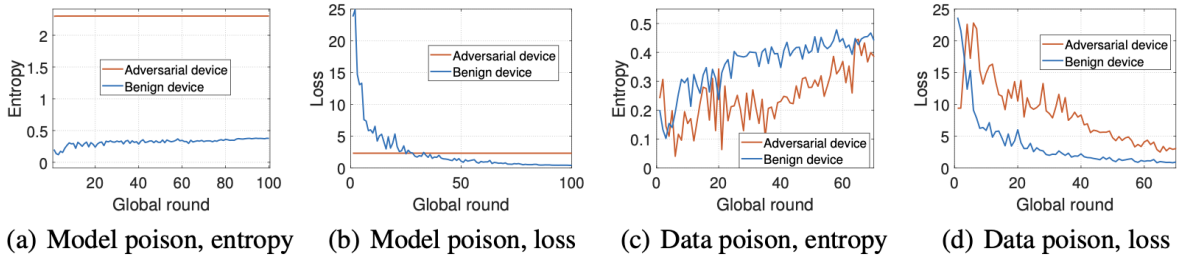 2
1.5
1
0.5
0
Entropy
Adversarial device
Benign device
20 40 60 80 100
Global round
(a) Model poison, entropy
25
20
15
10
5
0
Loss
Adversarial device
Benign device
0 50 100
Global round
(b) Model poison, loss
0.5
0.4
0.3
0.2
0.1
0
Entropy
Adversarial device
Benign device
0 20 40 60
Global round
(c) Data poison, entropy
25
20
15
10
5
0
Loss
Adversarial device
Benign device
0 20 40 60
Global round
(d) Data poison, loss